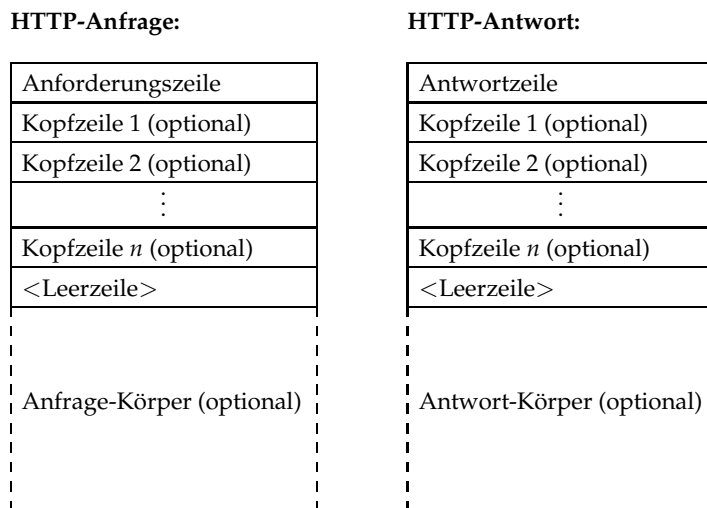 HTTP-Anfrage:
Anforderungszeile
Kopfzeile 1 (optional)
Kopfzeile 2 (optional)
⋮
Kopfzeile n (optional)
<Leerzeile>
Anfrage-Körper (optional)
HTTP-Antwort:
Antwortzeile
Kopfzeile 1 (optional)
Kopfzeile 2 (optional)
⋮
Kopfzeile n (optional)
<Leerzeile>
Antwort-Körper (optional)